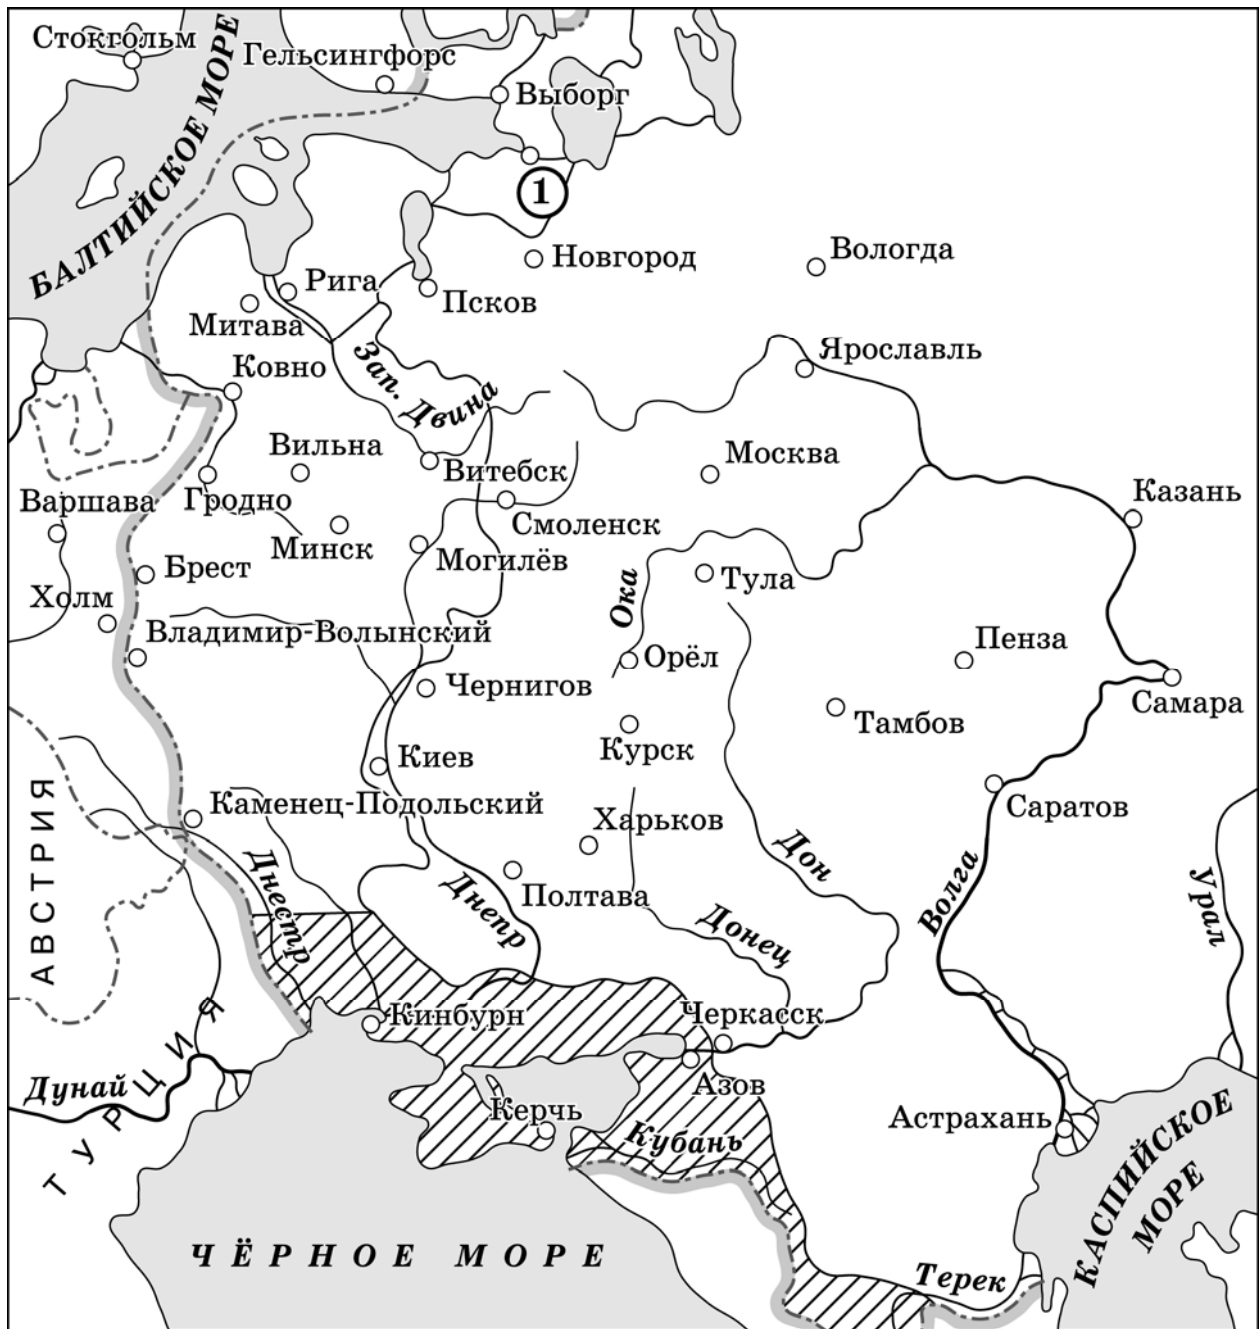 Стокгольм
Гельсингфорс
БАЛТИЙСКОЕ МОРЕ
Выборг
1
Новгород
Вологда
Рига
Псков
Митава
Ярославль
Ковно
Зап. Двина
Вильна
Витебск
Москва
Казань
Варшава
Гродно
Смоленск
Минск
Могилёв
Брест
Тула
Ока
Холм
Владимир-Волынский
Орёл
Пенза
Чернигов
Самара
Тамбов
Курск
Киев
Каменец-Подольский
Саратов
Харьков
АВСТРИЯ
Днестр
Днепр
Полтава
Дон
Волга
Урал
Донец
Кинбурн
Черкасск
ТУРЦИЯ
Дунай
Азов
Керчь
Кубань
Астрахань
КАСПИЙСКОЕ
МОРЕ
ЧЁРНОЕ МОРЕ
Терек